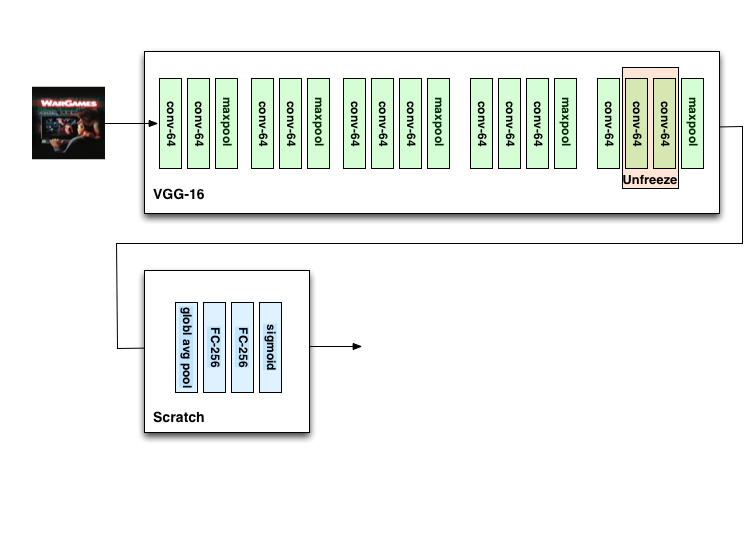 WARGAMES
conv-64
conv-64
maxpool
conv-64
conv-64
maxpool
conv-64
conv-64
conv-64
maxpool
conv-64
conv-64
conv-64
maxpool
conv-64
conv-64
conv-64
maxpool
Unfreeze
VGG-16
globl avg pool
FC-256
FC-256
sigmoid
Scratch